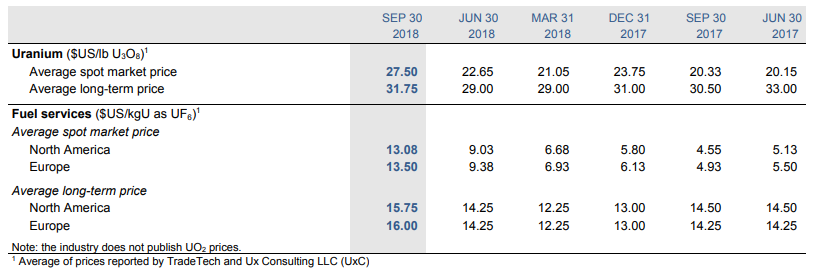 SEP 30 JUN 30 MAR 31 DEC 31 SEP 30 JUN 30
2018 2018 2018 2017 2017 2017
Uranium ($US/lb U₃O₈)¹
Average spot market price 27.50 22.65 21.05 23.75 20.33 20.15
Average long-term price 31.75 29.00 29.00 31.00 30.50 33.00
Fuel services ($US/kgU as UF₆)¹
Average spot market price
North America 13.08 9.03 6.68 5.80 4.55 5.13
Europe 13.50 9.38 6.93 6.13 4.93 5.50
Average long-term price
North America 15.75 14.25 12.25 13.00 14.50 14.50
Europe 16.00 14.25 12.25 13.00 14.25 14.25
Note: the industry does not publish UO₂ prices.
¹ Average of prices reported by TradeTech and Ux Consulting LLC (UxC)